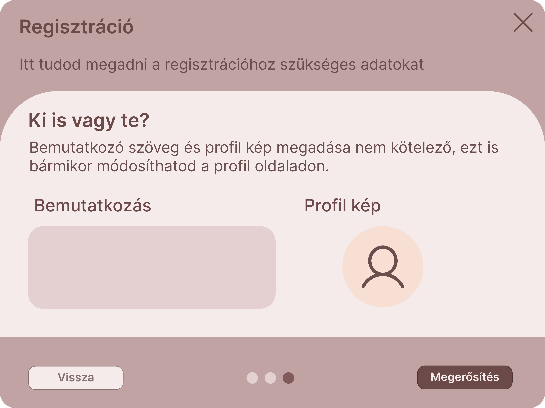 Regisztráció
Itt tudod megadni a regisztrációhoz szükséges adatokat
Ki is vagy te?
Bemutatkozó szöveg és profil kép megadása nem kötelező, ezt is
bármikor módosíthatod a profil oldaladon.
Bemutatkozás
Profil kép
Vissza
Megerősítés